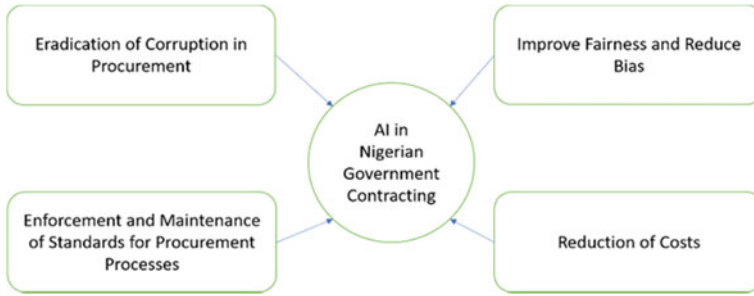 Eradication of Corruption in
Procurement
Improve Fairness and Reduce
Bias
AI in
Nigerian
Government
Contracting
Enforcement and Maintenance
of Standards for Procurement
Processes
Reduction of Costs